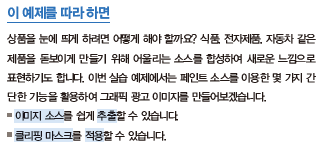 이 예제를 따라 하면
상품을 눈에 띄게 하려면 어떻게 해야 할까요? 식품, 전자제품, 자동차 같은
제품을 돋보이게 만들기 위해 어울리는 소스를 합성하여 새로운 느낌으로
표현하기도 합니다. 이번 실습 예제에서는 페인트 소스를 이용한 몇 가지 간
단한 기능을 활용하여 그래픽 광고 이미지를 만들어보겠습니다.
■ 이미지 소스를 쉽게 추출할 수 있습니다.
■ 클리핑 마스크를 적용할 수 있습니다.